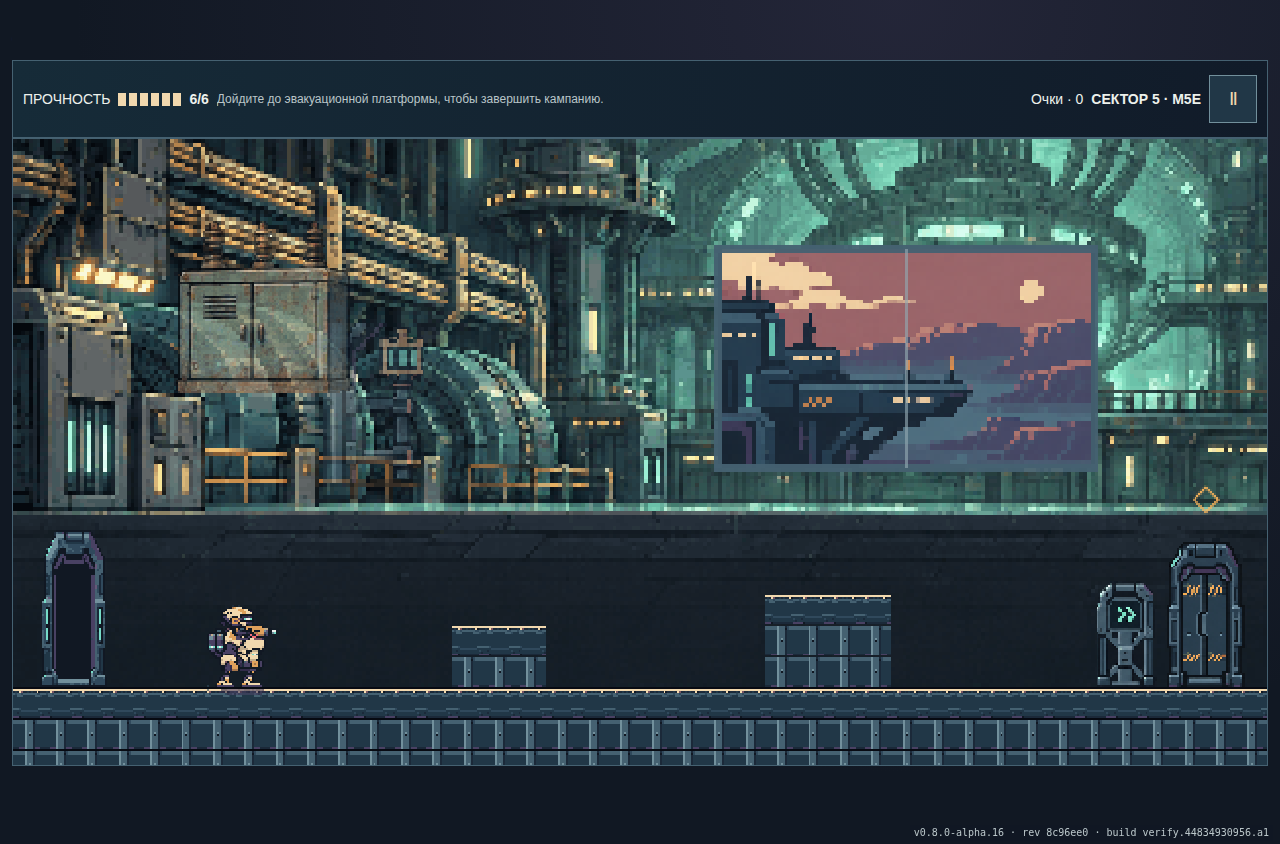 ПРОЧНОСТЬ 6/6 Дойдите до эвакуационной платформы, чтобы завершить кампанию. Очки · 0 СЕКТОР 5 · M5E
v0.8.0-alpha.16 · rev 8c96ee0 · build verify.44834930956.a1